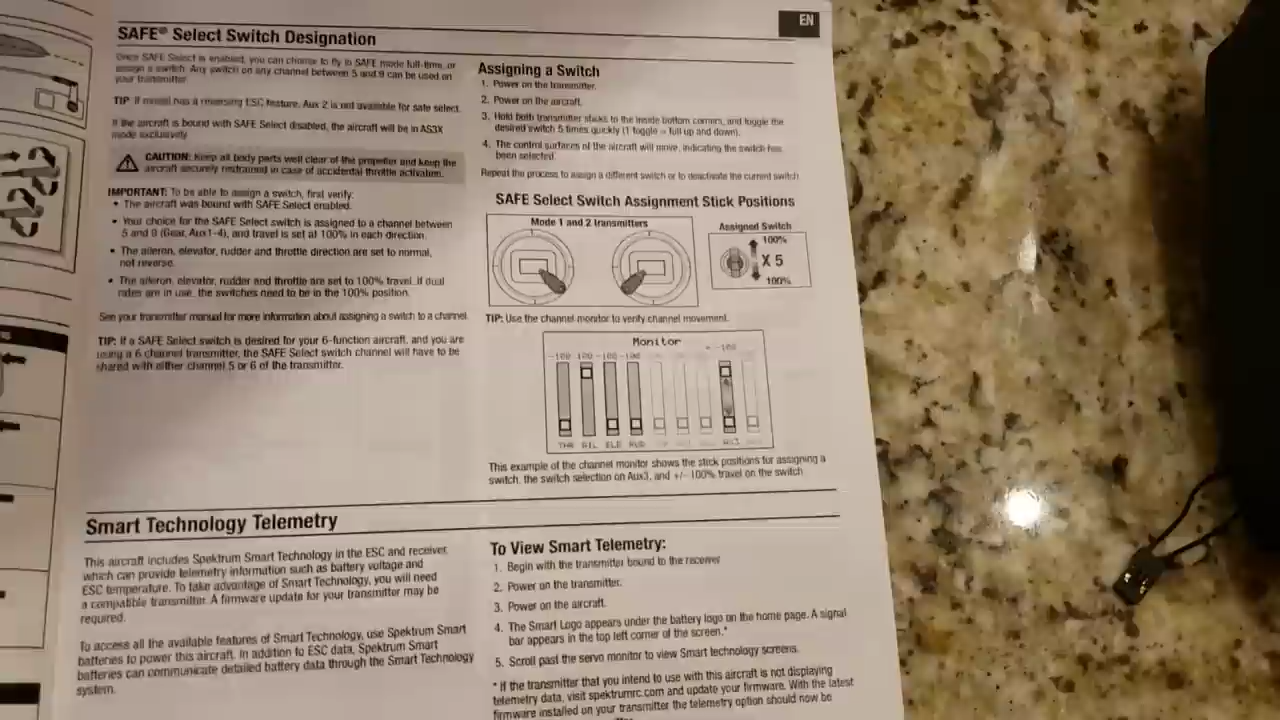 EN
SAFE® Select Switch Designation
Once SAFE Select is enabled, you can choose to fly in SAFE mode full-time, or
assign a switch. Any switch on any channel between 5 and 9 can be used on
your transmitter.
TIP: If model has a reversing ESC feature, Aux 2 is not available for safe select.
If the aircraft is bound with SAFE Select disabled, the aircraft will be in AS3X
mode exclusively.
CAUTION: Keep all body parts well clear of the propeller and keep the
aircraft securely restrained in case of accidental throttle activation.
IMPORTANT: To be able to assign a switch, first verify:
• The aircraft was bound with SAFE Select enabled.
• Your choice for the SAFE Select switch is assigned to a channel between
5 and 9 (Gear, Aux1-4), and travel is set at 100% in each direction.
• The aileron, elevator, rudder and throttle direction are set to normal,
not reverse.
• The aileron, elevator, rudder and throttle are set to 100% travel. If dual
rates are in use, the switches need to be in the 100% position.
See your transmitter manual for more information about assigning a switch to a channel.
TIP: If a SAFE Select switch is desired for your 6-function aircraft, and you are
using a 6 channel transmitter, the SAFE Select switch channel will have to be
shared with either channel 5 or 6 of the transmitter.
Assigning a Switch
1. Power on the transmitter.
2. Power on the aircraft.
3. Hold both transmitter sticks to the inside bottom corners, and toggle the
desired switch 5 times quickly (1 toggle = full up and down).
4. The control surfaces of the aircraft will move, indicating the switch has
been selected.
Repeat the process to assign a different switch or to deactivate the current switch.
SAFE Select Switch Assignment Stick Positions
Mode 1 and 2 transmitters
Assigned Switch
100%
X 5
100%
TIP: Use the channel monitor to verify channel movement.
Monitor
-100 100 -100 -100 -100
THR AIL ELE RUD AX3
This example of the channel monitor shows the stick positions for assigning a
switch, the switch selection on Aux3, and +/- 100% travel on the switch.
Smart Technology Telemetry
This aircraft includes Spektrum Smart Technology in the ESC and receiver,
which can provide telemetry information such as battery voltage and
ESC temperature. To take advantage of Smart Technology, you will need
a compatible transmitter. A firmware update for your transmitter may be
required.
To access all the available features of Smart Technology, use Spektrum Smart
batteries to power this aircraft. In addition to ESC data, Spektrum Smart
batteries can communicate detailed battery data through the Smart Technology
system.
To View Smart Telemetry:
1. Begin with the transmitter bound to the receiver
2. Power on the transmitter.
3. Power on the aircraft.
4. The Smart Logo appears under the battery logo on the home page. A signal
bar appears in the top left corner of the screen.*
5. Scroll past the servo monitor to view Smart technology screens.
* If the transmitter that you intend to use with this aircraft is not displaying
telemetry data, visit spektrumrc.com and update your firmware. With the latest
firmware installed on your transmitter the telemetry option should now be